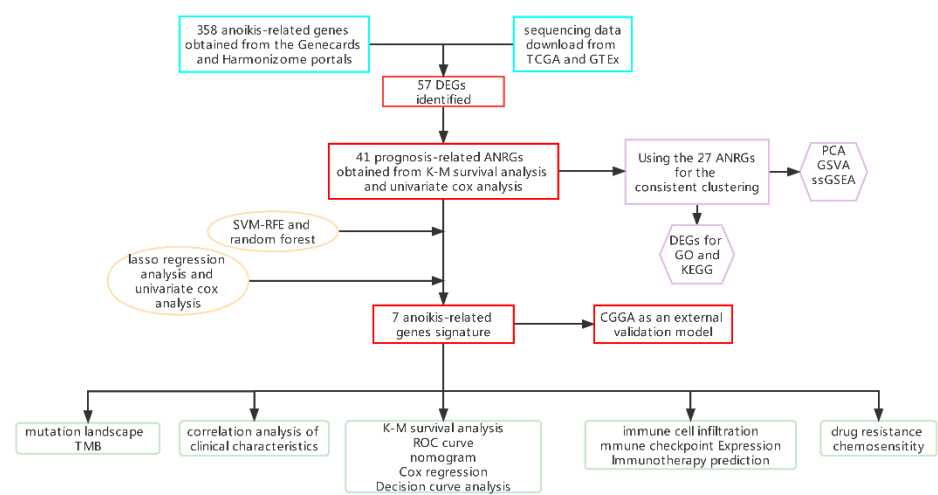 358 anoikis-related genes
obtained from the Genecards
and Harmonizome portals
sequencing data
download from
TCGA and GTEx
57 DEGs
identified
41 prognosis-related ANRGs
obtained from K-M survival analysis
and univariate cox analysis
Using the 27 ANRGs
for the
consistent clustering
PCA
GSVA
ssGSEA
DEGs for
GO and
KEGG
SVM-RFE and
random forest
lasso regression
analysis and
univariate cox
analysis
7 anoikis-related
genes signature
CGGA as an external
validation model
mutation landscape
TMB
correlation analysis of
clinical characteristics
K-M survival analysis
ROC curve
nomogram
Cox regression
Decision curve analysis
immune cell infiltration
mmune checkpoint Expression
Immunotherapy prediction
drug resistance
chemosensitity